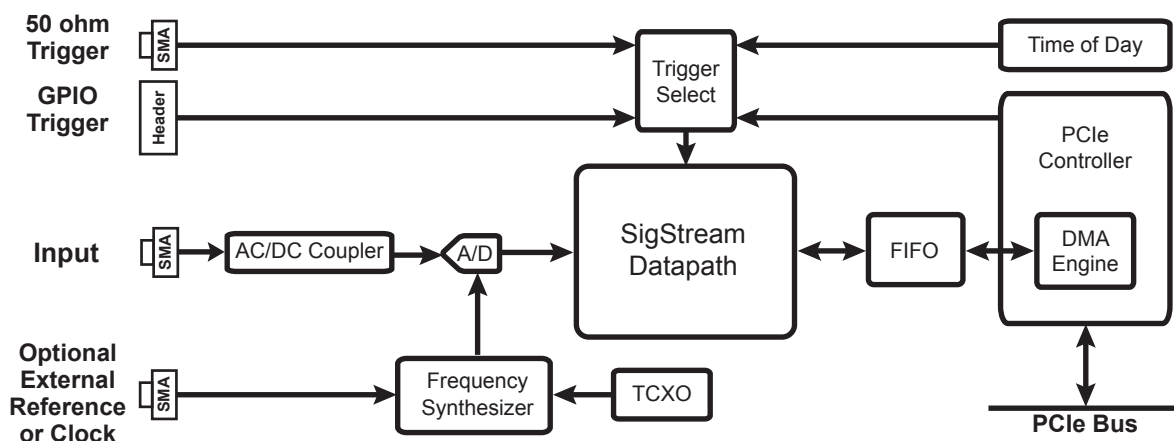 50 ohm
Trigger
SMA
Time of Day
Trigger
Select
GPIO
Trigger
Header
PCIe
Controller
Input
SMA
AC/DC Coupler
A/D
SigStream
Datapath
FIFO
DMA
Engine
Optional
External
Reference
or Clock
SMA
Frequency
Synthesizer
TCXO
PCIe Bus